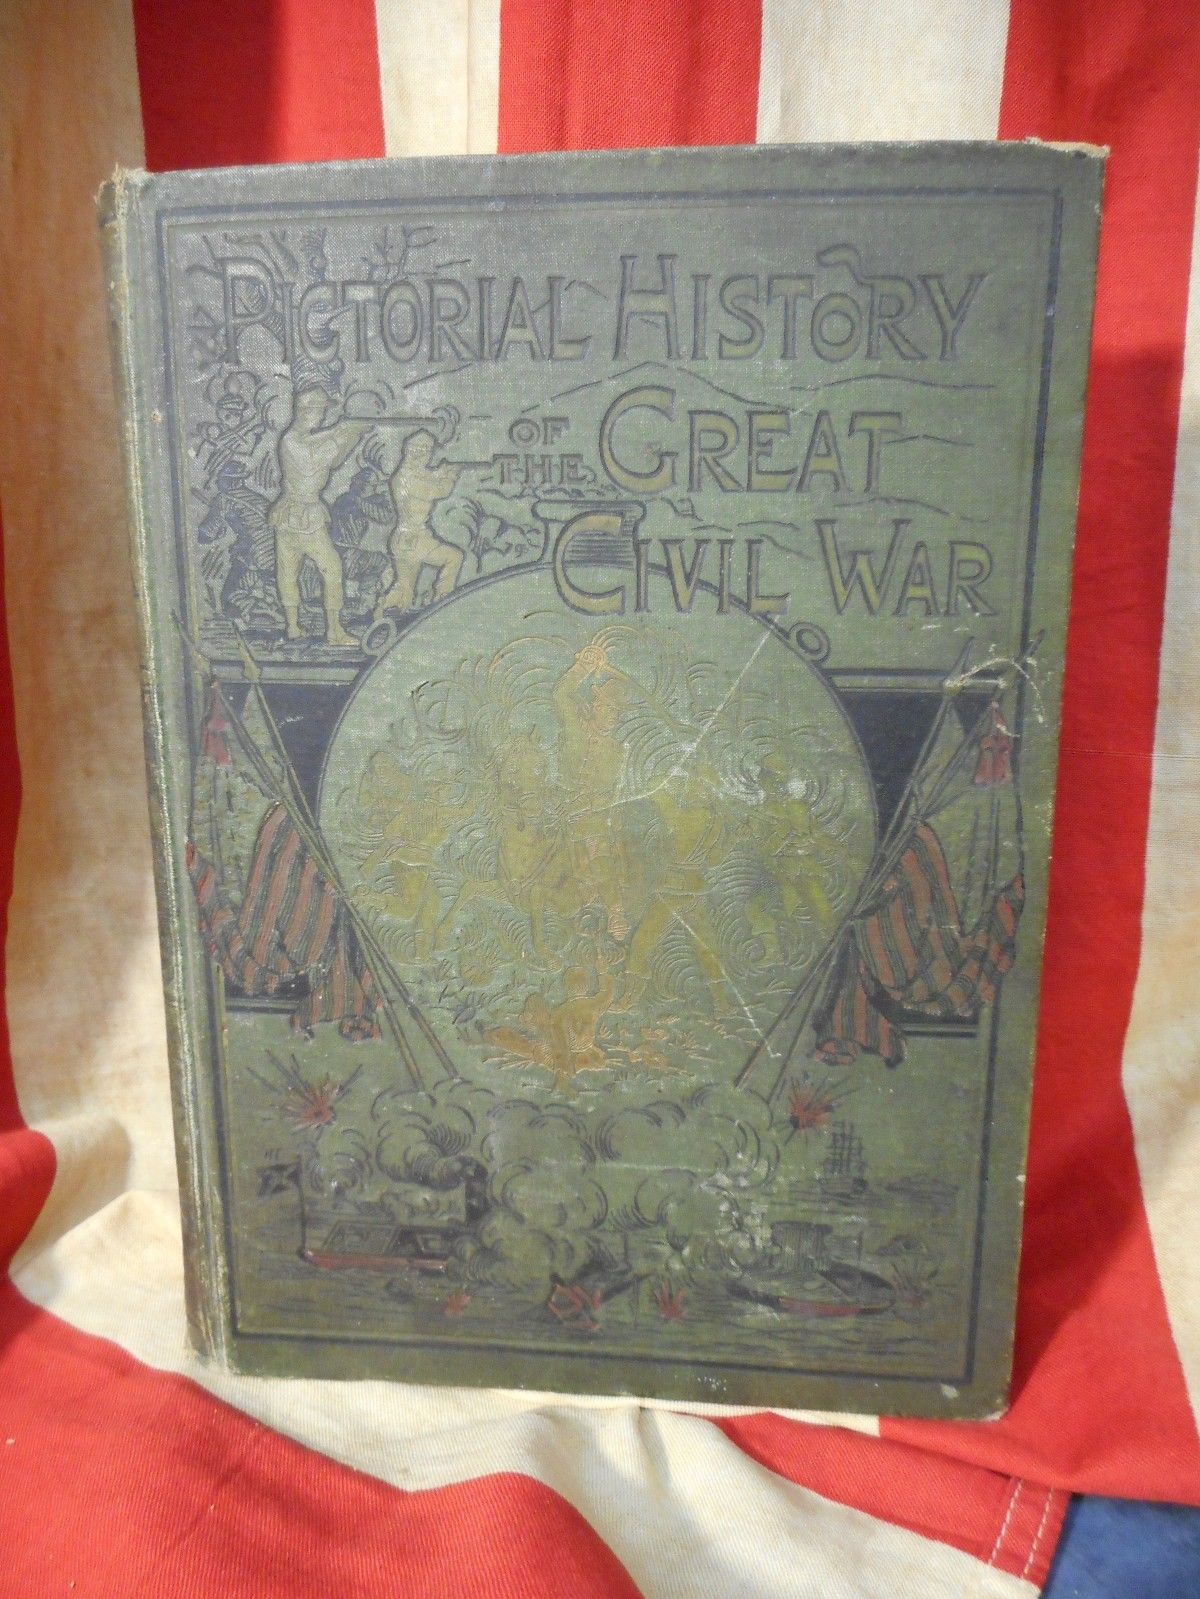 PICTORIAL HISTORY
OF THE GREAT
CIVIL WAR